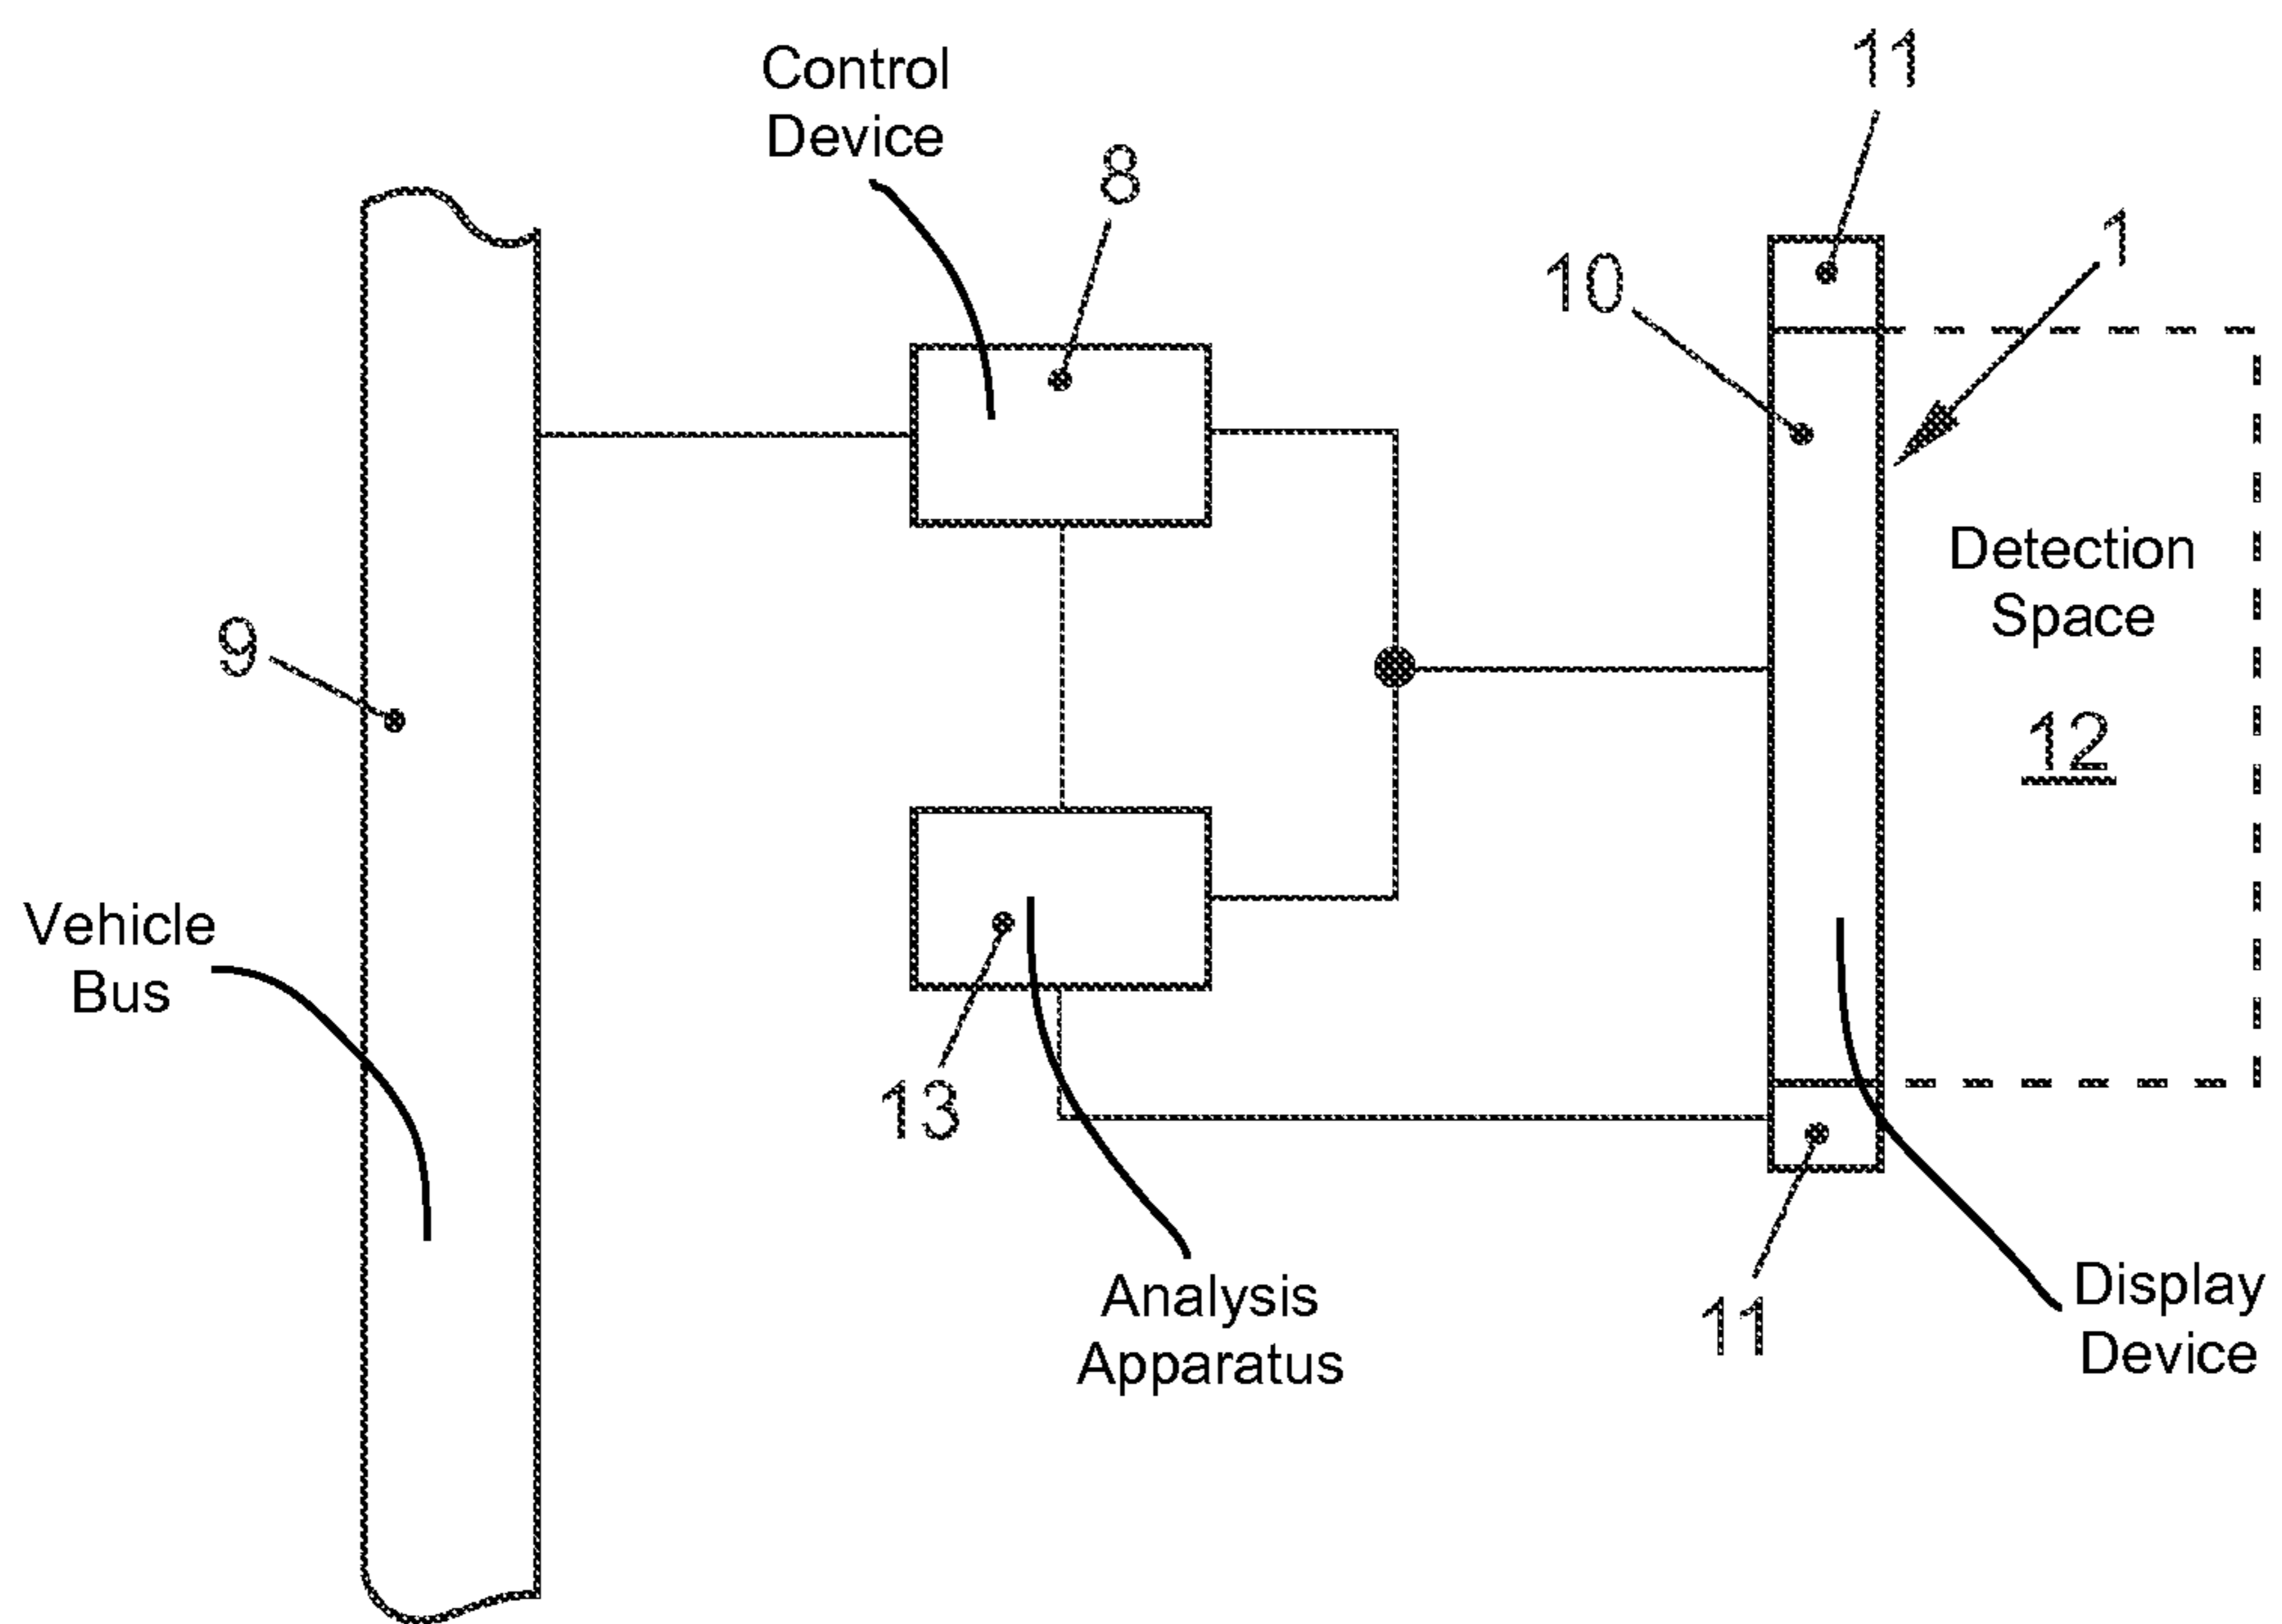 Control
Device
8
11
1
10
Detection
Space
12
9
Vehicle
Bus
13
Analysis
Apparatus
11
Display
Device